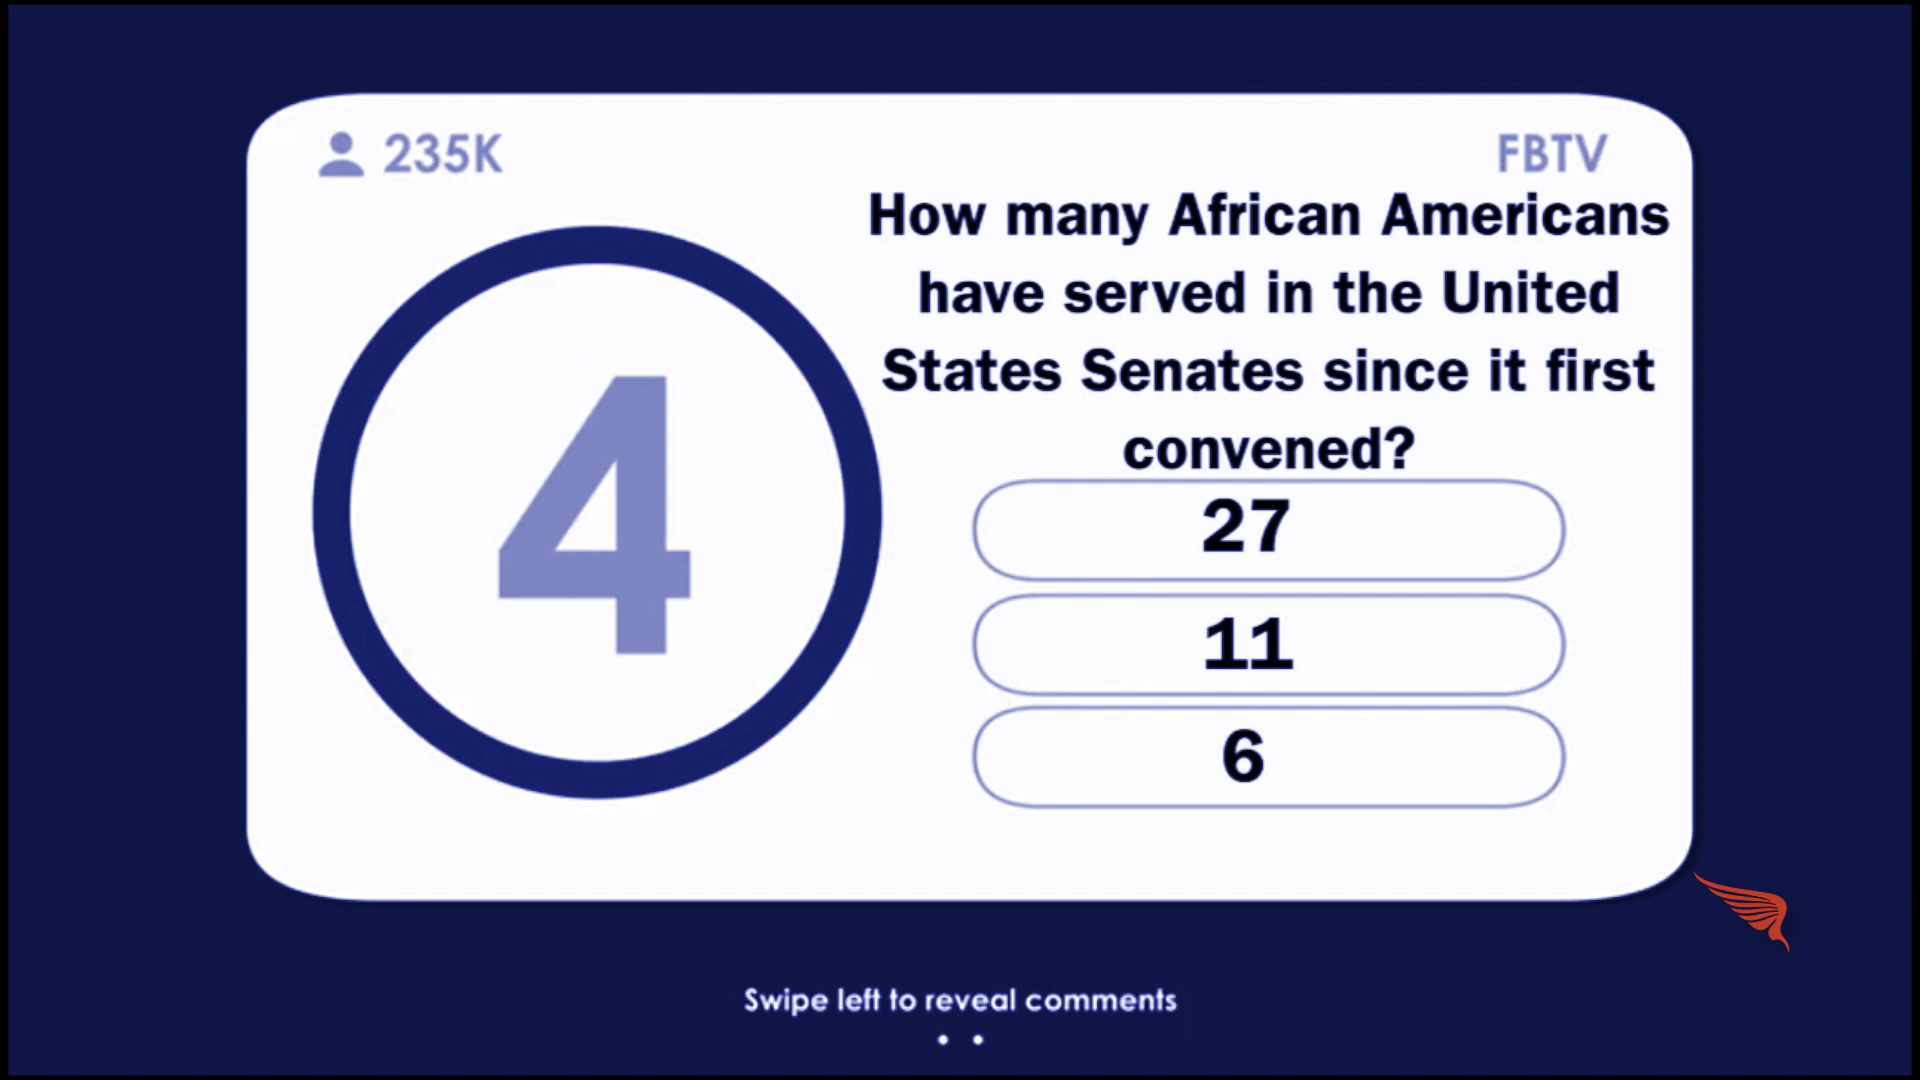 235K
FBTV
How many African Americans
have served in the United
States Senates since it first
convened?
4
27
11
6
Swipe left to reveal comments